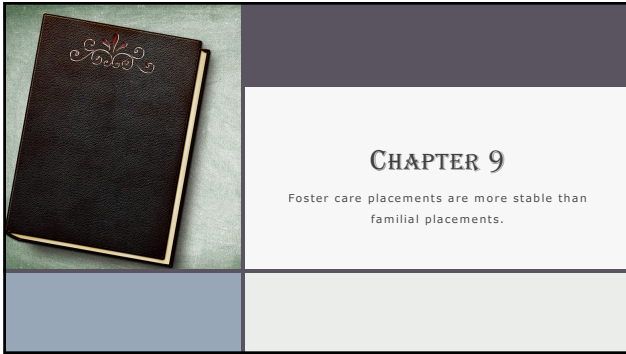 Chapter 9
Foster care placements are more stable than
familial placements.